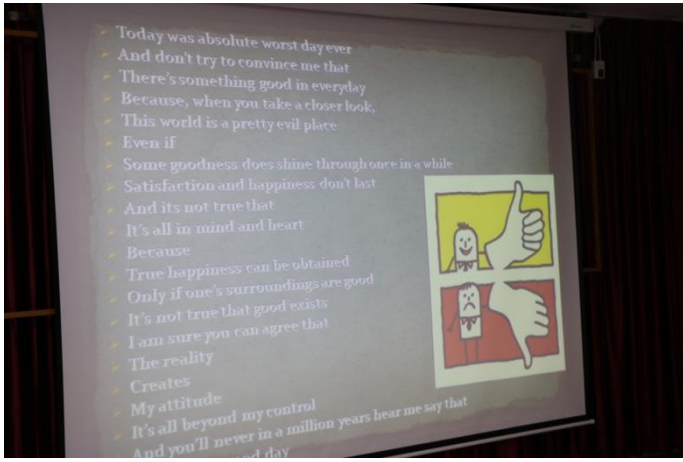 Today was absolute worst day ever
And don't try to convince me that
There's something good in everyday
Because, when you take a closer look,
This world is a pretty evil place
Even if
Some goodness does shine through once in a while
Satisfaction and happiness don't last
And its not true that
It's all in mind and heart
Because
True happiness can be obtained
Only if one's surroundings are good
It's not true that good exists
I am sure you can agree that
The reality
Creates
My attitude
It's all beyond my control
And you'll never in a million years hear me say that
day